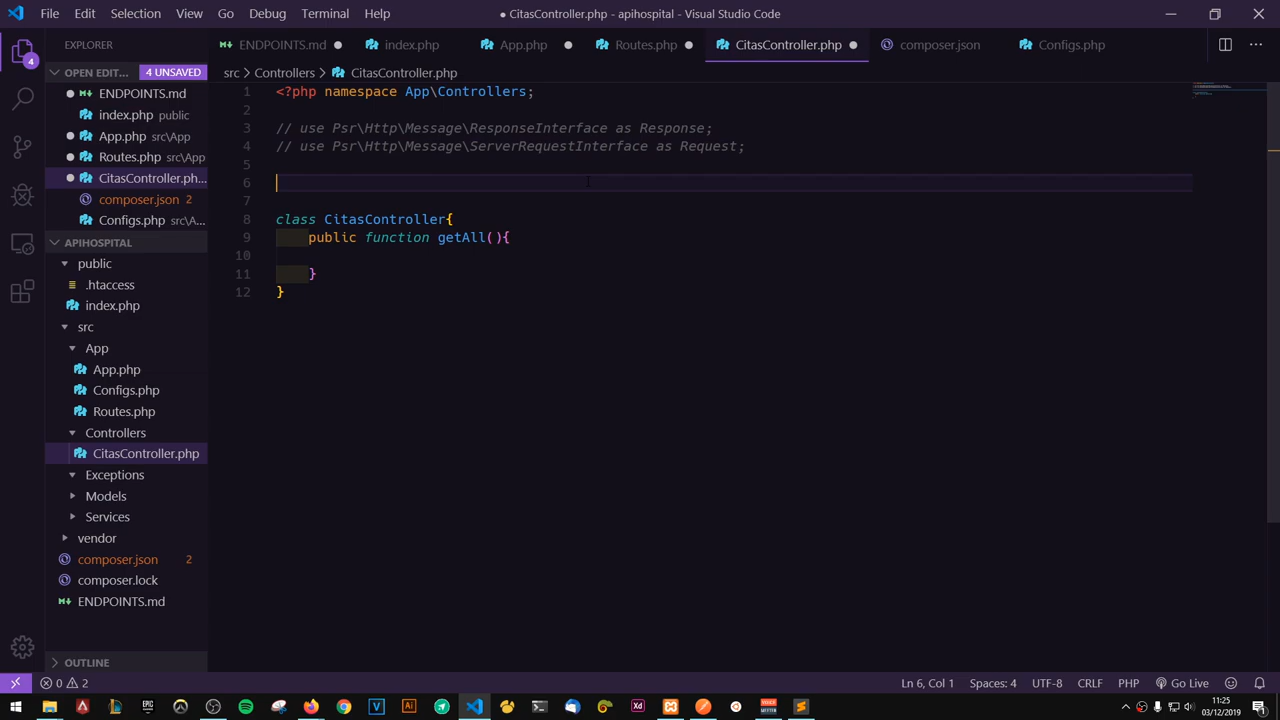 File Edit Selection View Go Debug Terminal Help
● CitasController.php - apihospital - Visual Studio Code
EXPLORER
ENDPOINTS.md
index.php
App.php
Routes.php
CitasController.php
composer.json
Configs.php
OPEN EDIT... 4 UNSAVED
src > Controllers > CitasController.php
ENDPOINTS.md
index.php public
App.php src\App
Routes.php src\App
CitasController.ph...
composer.json 2
Configs.php src\A...
APIHOSPITAL
public
.htaccess
index.php
src
App
App.php
Configs.php
Routes.php
Controllers
CitasController.php
Exceptions
Models
Services
vendor
composer.json 2
composer.lock
ENDPOINTS.md
OUTLINE
4
1 <?php namespace App\Controllers;
2
3 // use Psr\Http\Message\ResponseInterface as Response;
4 // use Psr\Http\Message\ServerRequestInterface as Request;
5
6
7
8 class CitasController{
9 public function getAll(){
10
11 }
12 }
0 2
Ln 6, Col 1 Spaces: 4 UTF-8 CRLF PHP Go Live
11:25
03/12/2019